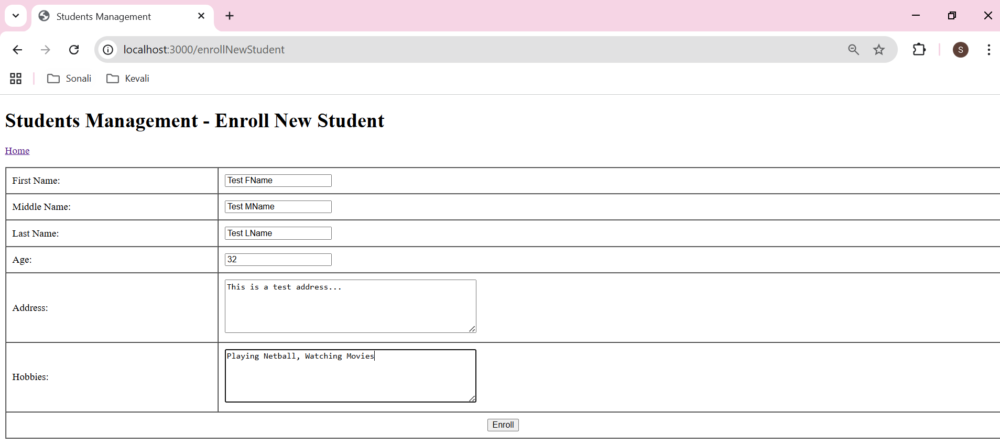 Students Management
localhost:3000/enrollNewStudent
S
Sonali
Kevali
Students Management - Enroll New Student
Home
First Name:
Test FName
Middle Name:
Test MName
Last Name:
Test LName
Age:
32
Address:
This is a test address...
Hobbies:
Playing Netball, Watching Movies
Enroll